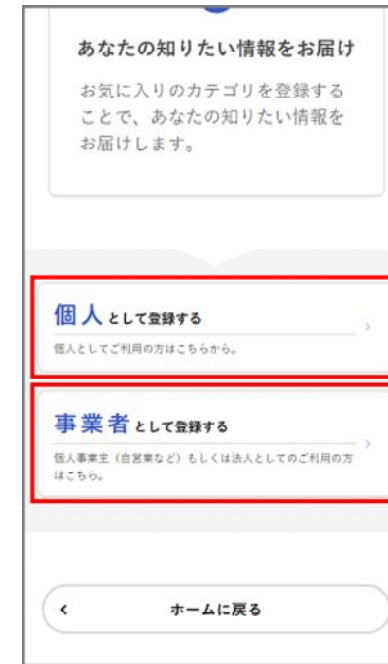 あなたの知りたい情報をお届け
お気に入りのカテゴリを登録する
ことで、あなたの知りたい情報を
お届けします。
個人として登録する
個人としてご利用の方はこちらから。
事業者として登録する
個人事業主（自営業など）もしくは法人としてのご利用の方
はこちら。
ホームに戻る